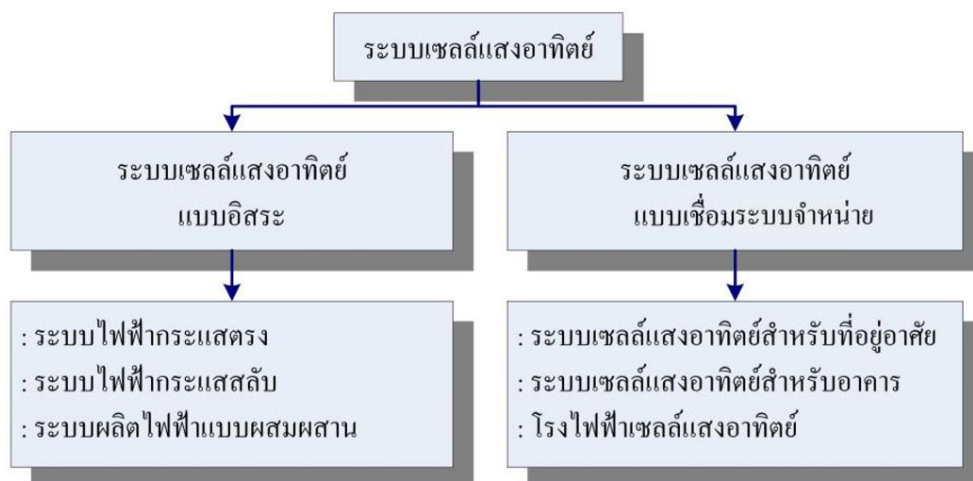 ระบบเซลล์แสงอาทิตย์
ระบบเซลล์แสงอาทิตย์
แบบอิสระ
ระบบเซลล์แสงอาทิตย์
แบบเชื่อมระบบจำหน่าย
: ระบบไฟฟ้ากระแสตรง
: ระบบไฟฟ้ากระแสสลับ
: ระบบผลิตไฟฟ้าแบบผสมผสาน
: ระบบเซลล์แสงอาทิตย์สำหรับที่อยู่อาศัย
: ระบบเซลล์แสงอาทิตย์สำหรับอาคาร
: โรงไฟฟ้าเซลล์แสงอาทิตย์